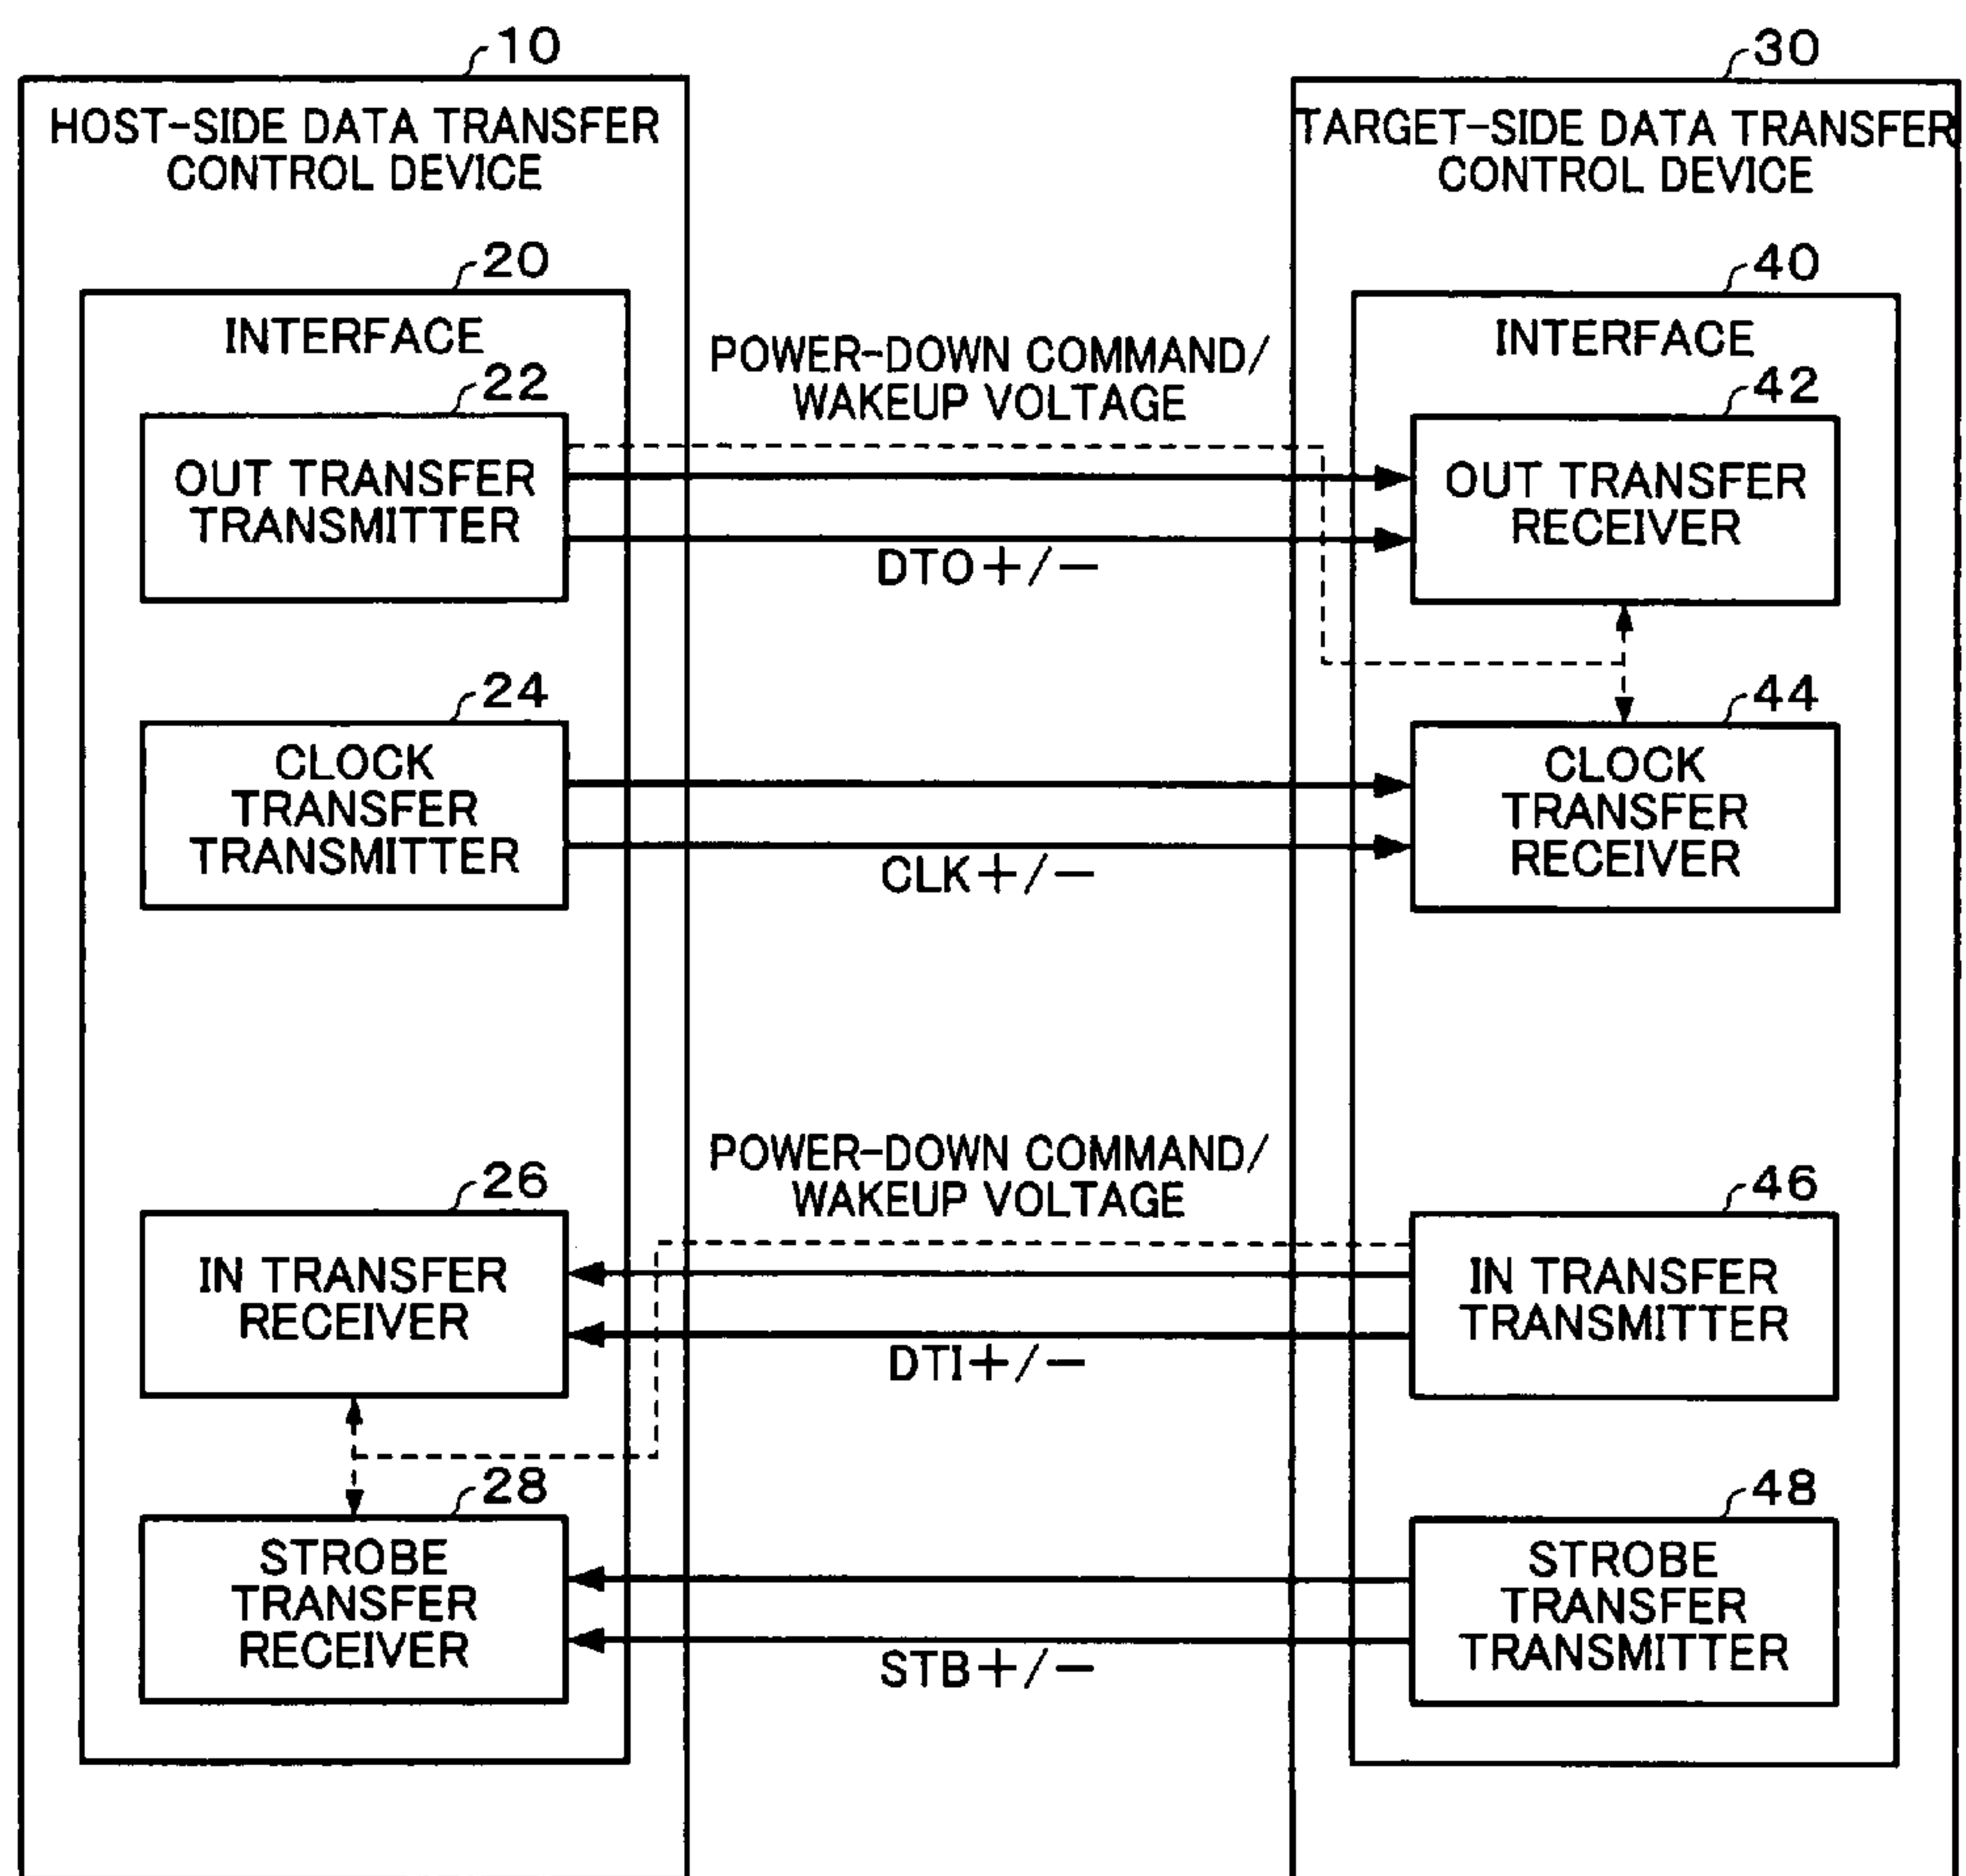 10
30
HOST-SIDE DATA TRANSFER
CONTROL DEVICE
TARGET-SIDE DATA TRANSFER
CONTROL DEVICE
20
40
INTERFACE
INTERFACE
POWER-DOWN COMMAND/
WAKEUP VOLTAGE
22
42
OUT TRANSFER
TRANSMITTER
OUT TRANSFER
RECEIVER
DTO+/−
24
44
CLOCK
TRANSFER
TRANSMITTER
CLOCK
TRANSFER
RECEIVER
CLK+/−
POWER-DOWN COMMAND/
WAKEUP VOLTAGE
26
46
IN TRANSFER
RECEIVER
IN TRANSFER
TRANSMITTER
DTI+/−
28
48
STROBE
TRANSFER
RECEIVER
STROBE
TRANSFER
TRANSMITTER
STB+/−